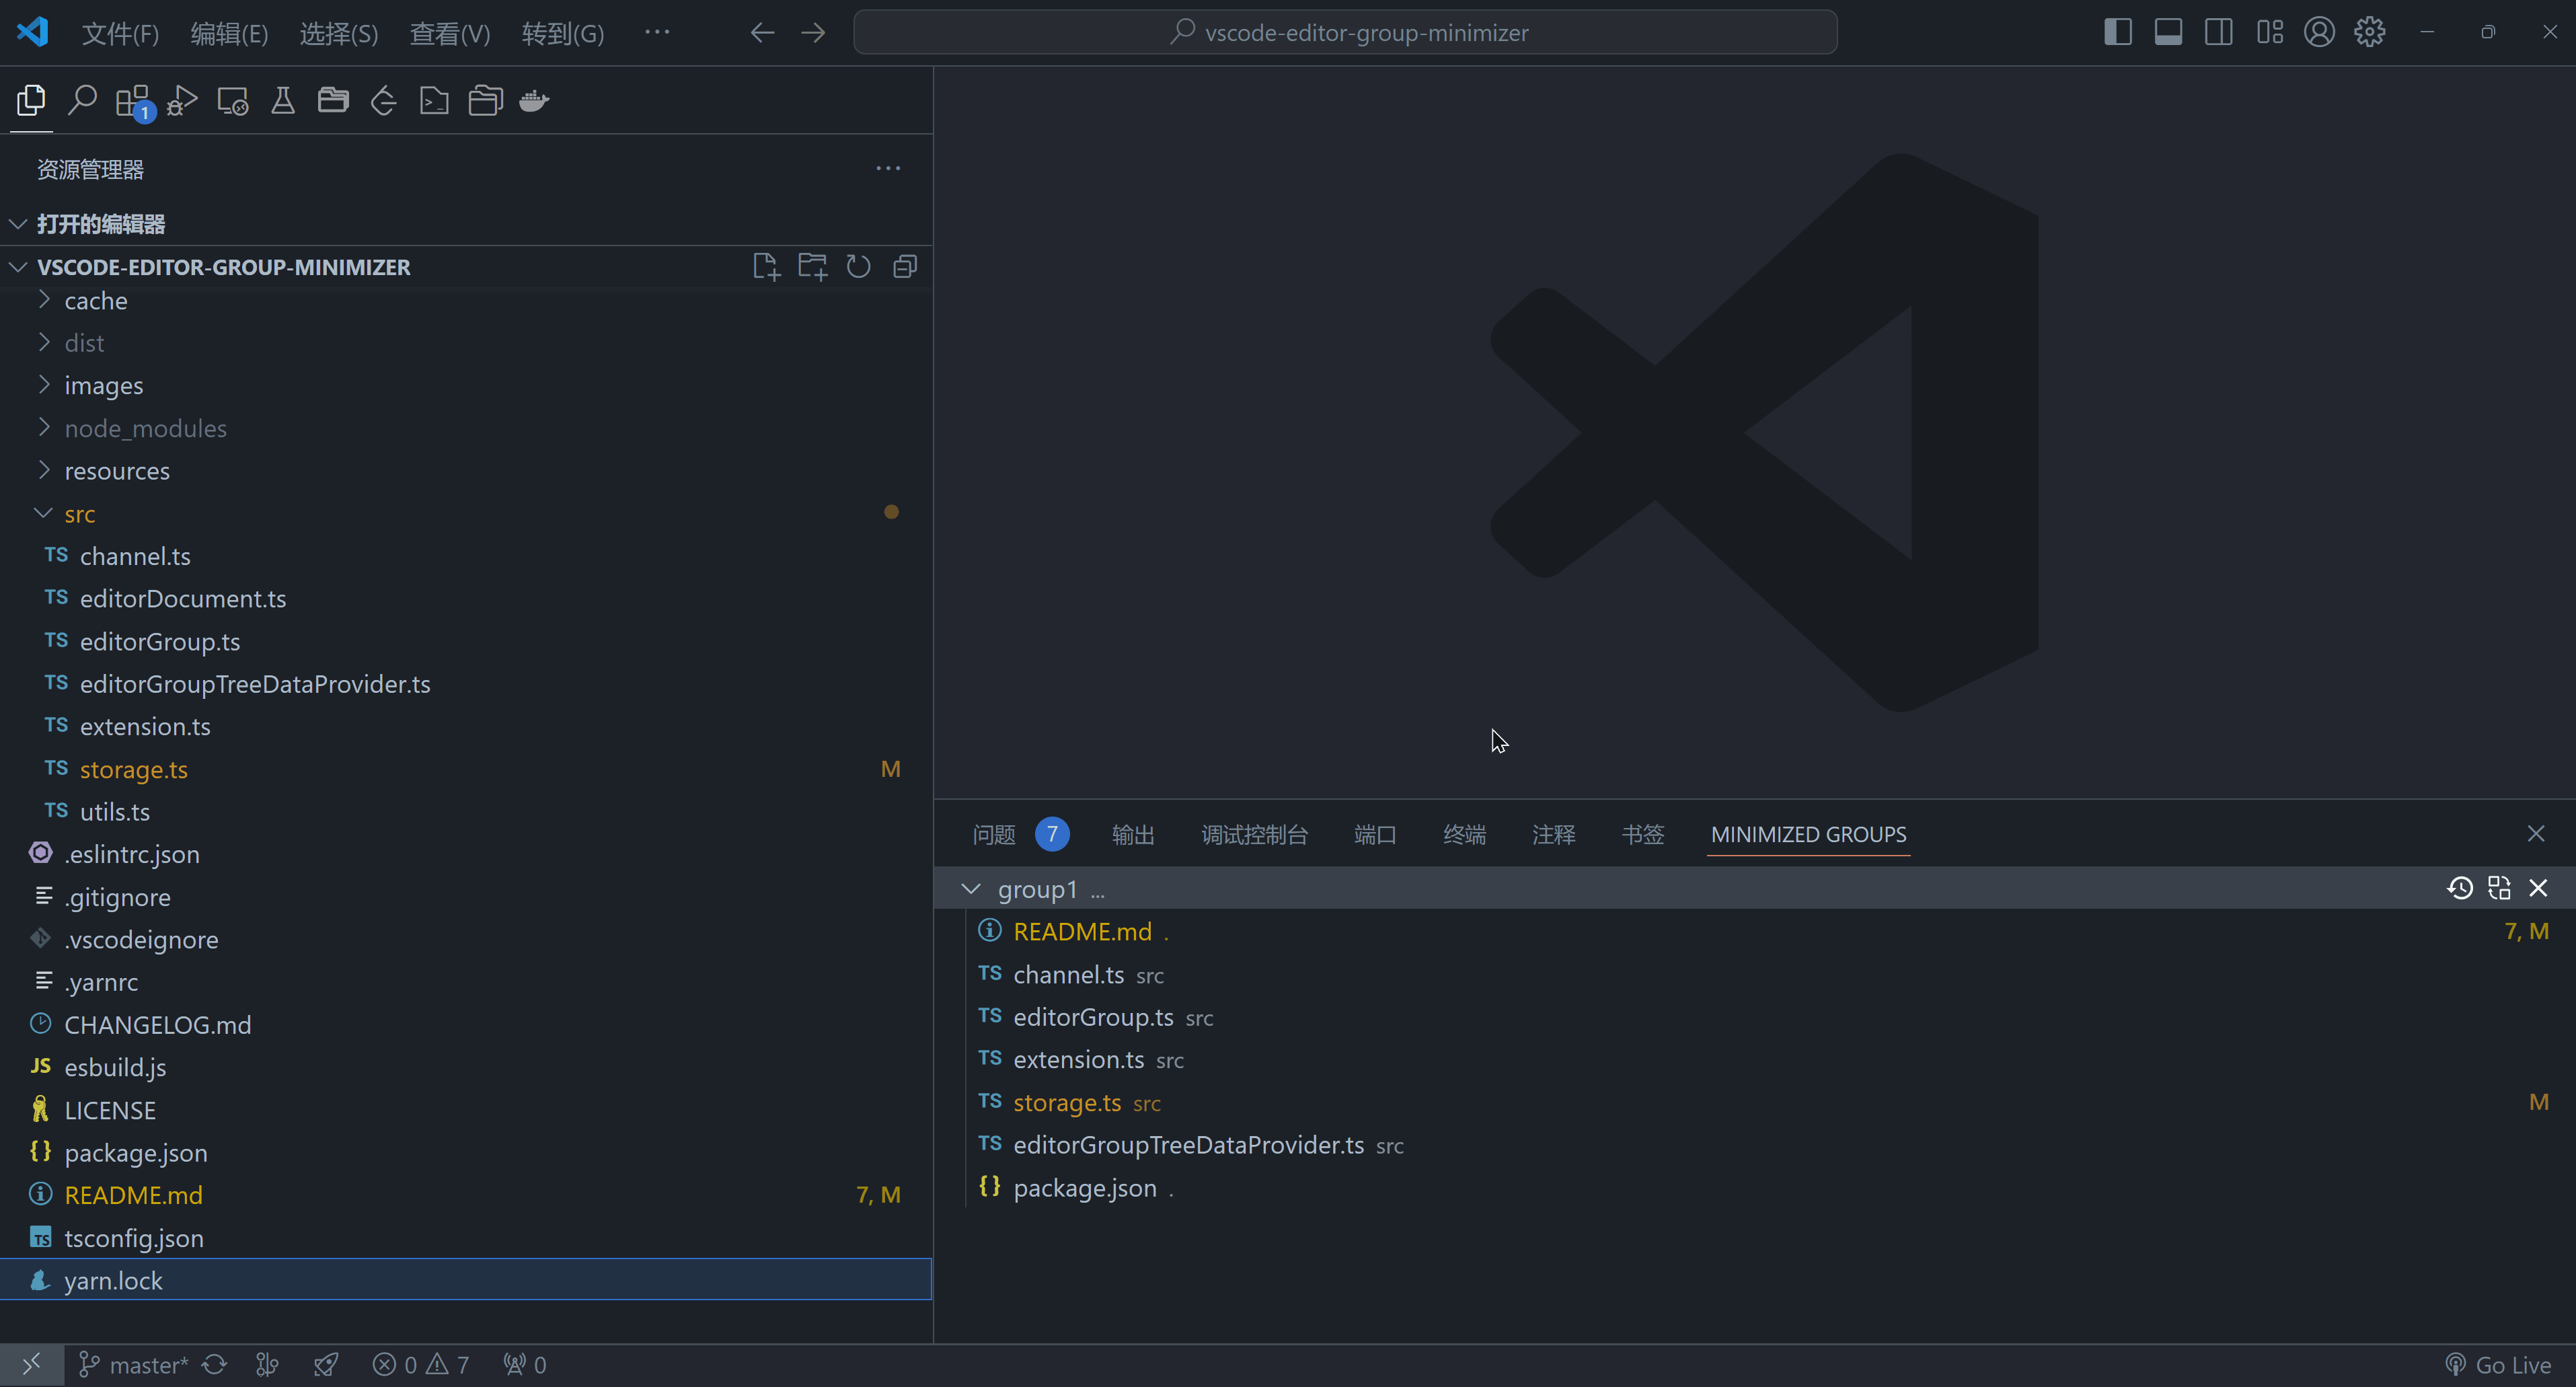 文件(F) 编辑(E) 选择(S) 查看(V) 转到(G) ··· vscode-editor-group-minimizer
1
资源管理器 ···
打开的编辑器
VSCODE-EDITOR-GROUP-MINIMIZER
cache
dist
images
node_modules
resources
src
TS channel.ts
TS editorDocument.ts
TS editorGroup.ts
TS editorGroupTreeDataProvider.ts
TS extension.ts
TS storage.ts M
TS utils.ts
.eslintrc.json
.gitignore
.vscodeignore
.yarnrc
CHANGELOG.md
JS esbuild.js
LICENSE
{} package.json
README.md 7, M
TS tsconfig.json
yarn.lock
问题 7 输出 调试控制台 端口 终端 注释 书签 MINIMIZED GROUPS
group1 ...
README.md . 7, M
TS channel.ts src
TS editorGroup.ts src
TS extension.ts src
TS storage.ts src M
TS editorGroupTreeDataProvider.ts src
{} package.json .
master* 0 7 0 Go Live